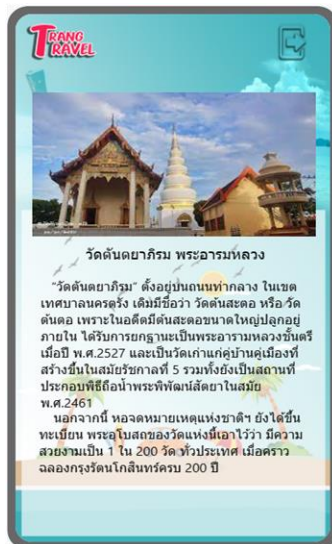 TRANG
TRAVEL
วัดตันตยาภิรม พระอารมหลวง
“วัดตันตยาภิรม” ตั้งอยู่บนถนนท่ากลาง ในเขต
เทศบาลนครตรัง เดิมมีชื่อว่า วัดต้นสะตอ หรือ วัด
ต้นตอ เพราะในอดีตมีต้นสะตอขนาดใหญ่ปลูกอยู่
ภายใน ได้รับการยกฐานะเป็นพระอารามหลวงชั้นตรี
เมื่อปี พ.ศ.2527 และเป็นวัดเก่าแก่คู่บ้านคู่เมืองที่
สร้างขึ้นในสมัยรัชกาลที่ 5 รวมทั้งยังเป็นสถานที่
ประกอบพิธีถือน้ำพระพิพัฒน์สัตยาในสมัย
พ.ศ.2461
นอกจากนี้ หอจดหมายเหตุแห่งชาติฯ ยังได้ขึ้น
ทะเบียน พระอุโบสถของวัดแห่งนี้เอาไว้ว่า มีความ
สวยงามเป็น 1 ใน 200 วัด ทั่วประเทศ เมื่อคราว
ฉลองกรุงรัตนโกสินทร์ครบ 200 ปี